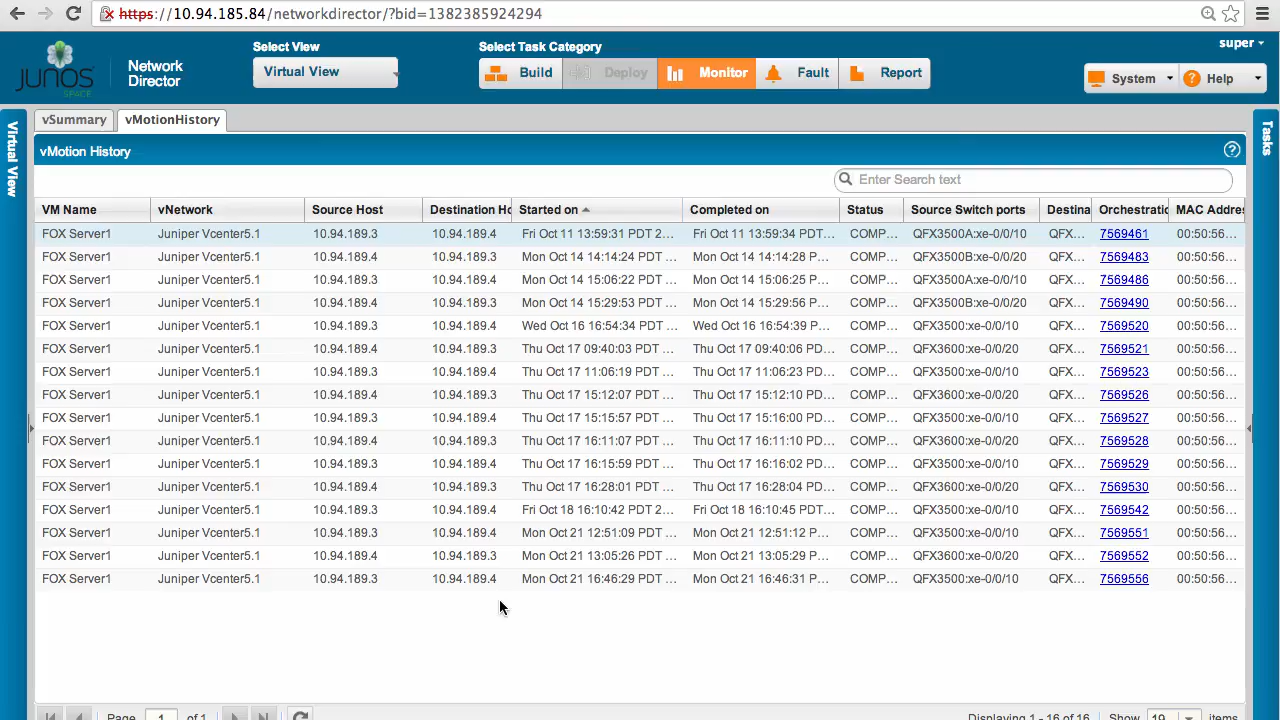 https://10.94.185.84/networkdirector/?bid=1382385924294
Select View
Select Task Category
super
JUNOS
SPACE
Network
Director
Virtual View
Build
Deploy
Monitor
Fault
Report
System
? Help
vSummary
vMotionHistory
Virtual View
Tasks
vMotion History
?
Enter Search text
VM Name vNetwork Source Host Destination Ho Started on Completed on Status Source Switch ports Destina Orchestratio MAC Addres
FOX Server1 Juniper Vcenter5.1 10.94.189.3 10.94.189.4 Fri Oct 11 13:59:31 PDT 2... Fri Oct 11 13:59:34 PDT... COMP... QFX3500A:xe-0/0/10 QFX... 7569461 00:50:56...
FOX Server1 Juniper Vcenter5.1 10.94.189.4 10.94.189.3 Mon Oct 14 14:14:24 PDT ... Mon Oct 14 14:14:28 P... COMP... QFX3500B:xe-0/0/20 QFX... 7569483 00:50:56...
FOX Server1 Juniper Vcenter5.1 10.94.189.3 10.94.189.4 Mon Oct 14 15:06:22 PDT ... Mon Oct 14 15:06:25 P... COMP... QFX3500A:xe-0/0/10 QFX... 7569486 00:50:56...
FOX Server1 Juniper Vcenter5.1 10.94.189.4 10.94.189.3 Mon Oct 14 15:29:53 PDT ... Mon Oct 14 15:29:56 P... COMP... QFX3500B:xe-0/0/20 QFX... 7569490 00:50:56...
FOX Server1 Juniper Vcenter5.1 10.94.189.3 10.94.189.4 Wed Oct 16 16:54:34 PDT ... Wed Oct 16 16:54:39 P... COMP... QFX3500:xe-0/0/10 QFX... 7569520 00:50:56...
FOX Server1 Juniper Vcenter5.1 10.94.189.4 10.94.189.3 Thu Oct 17 09:40:03 PDT ... Thu Oct 17 09:40:06 PD... COMP... QFX3600:xe-0/0/20 QFX... 7569521 00:50:56...
FOX Server1 Juniper Vcenter5.1 10.94.189.3 10.94.189.4 Thu Oct 17 11:06:19 PDT ... Thu Oct 17 11:06:23 PD... COMP... QFX3500:xe-0/0/10 QFX... 7569523 00:50:56...
FOX Server1 Juniper Vcenter5.1 10.94.189.4 10.94.189.3 Thu Oct 17 15:12:07 PDT ... Thu Oct 17 15:12:10 PD... COMP... QFX3600:xe-0/0/20 QFX... 7569526 00:50:56...
FOX Server1 Juniper Vcenter5.1 10.94.189.3 10.94.189.4 Thu Oct 17 15:15:57 PDT ... Thu Oct 17 15:16:00 PD... COMP... QFX3500:xe-0/0/10 QFX... 7569527 00:50:56...
FOX Server1 Juniper Vcenter5.1 10.94.189.4 10.94.189.3 Thu Oct 17 16:11:07 PDT ... Thu Oct 17 16:11:10 PD... COMP... QFX3600:xe-0/0/20 QFX... 7569528 00:50:56...
FOX Server1 Juniper Vcenter5.1 10.94.189.3 10.94.189.4 Thu Oct 17 16:15:59 PDT ... Thu Oct 17 16:16:02 PD... COMP... QFX3500:xe-0/0/10 QFX... 7569529 00:50:56...
FOX Server1 Juniper Vcenter5.1 10.94.189.4 10.94.189.3 Thu Oct 17 16:28:01 PDT ... Thu Oct 17 16:28:04 PD... COMP... QFX3600:xe-0/0/20 QFX... 7569530 00:50:56...
FOX Server1 Juniper Vcenter5.1 10.94.189.3 10.94.189.4 Fri Oct 18 16:10:42 PDT 2... Fri Oct 18 16:10:45 PDT... COMP... QFX3500:xe-0/0/10 QFX... 7569542 00:50:56...
FOX Server1 Juniper Vcenter5.1 10.94.189.3 10.94.189.4 Mon Oct 21 12:51:09 PDT ... Mon Oct 21 12:51:12 P... COMP... QFX3500:xe-0/0/10 QFX... 7569551 00:50:56...
FOX Server1 Juniper Vcenter5.1 10.94.189.4 10.94.189.3 Mon Oct 21 13:05:26 PDT ... Mon Oct 21 13:05:29 P... COMP... QFX3600:xe-0/0/20 QFX... 7569552 00:50:56...
FOX Server1 Juniper Vcenter5.1 10.94.189.3 10.94.189.4 Mon Oct 21 16:46:29 PDT ... Mon Oct 21 16:46:31 P... COMP... QFX3500:xe-0/0/10 QFX... 7569556 00:50:56...
Page 1 of 1 Displaying 1 - 16 of 16 Show 19 items